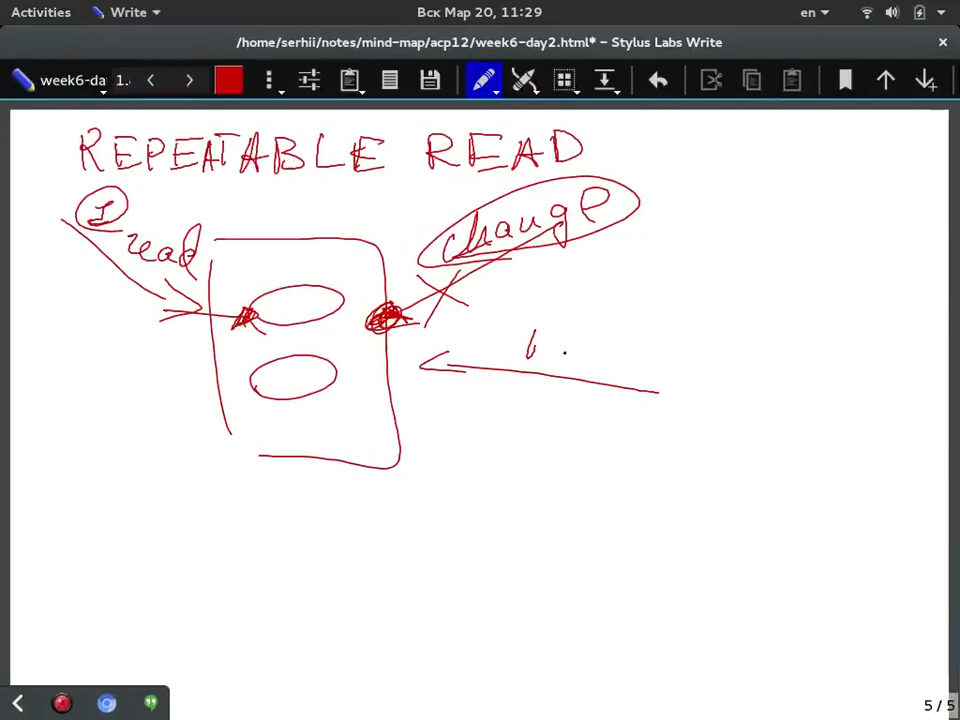 Activities Write Вск Мар 20, 11:29 en
/home/serhii/notes/mind-map/acp12/week6-day2.html* – Stylus Labs Write
week6-da 1.
REPEATABLE READ
1
read
change
5 / 5